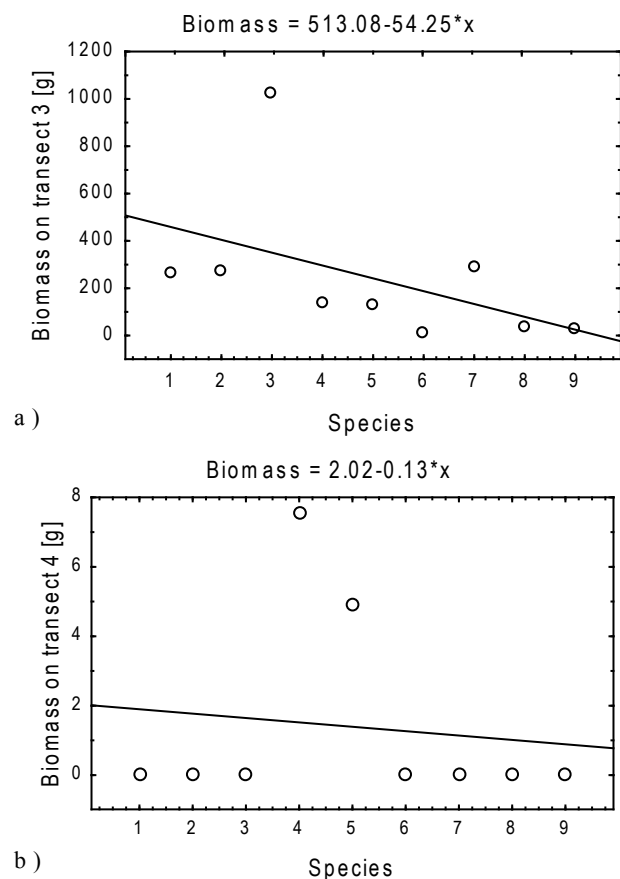 Biomass = 513.08-54.25*x
Biomass on transect 3 [g]
1200
1000
800
600
400
200
0
1 2 3 4 5 6 7 8 9
Species
a )
Biomass = 2.02-0.13*x
Biomass on transect 4 [g]
8
6
4
2
0
1 2 3 4 5 6 7 8 9
Species
b )